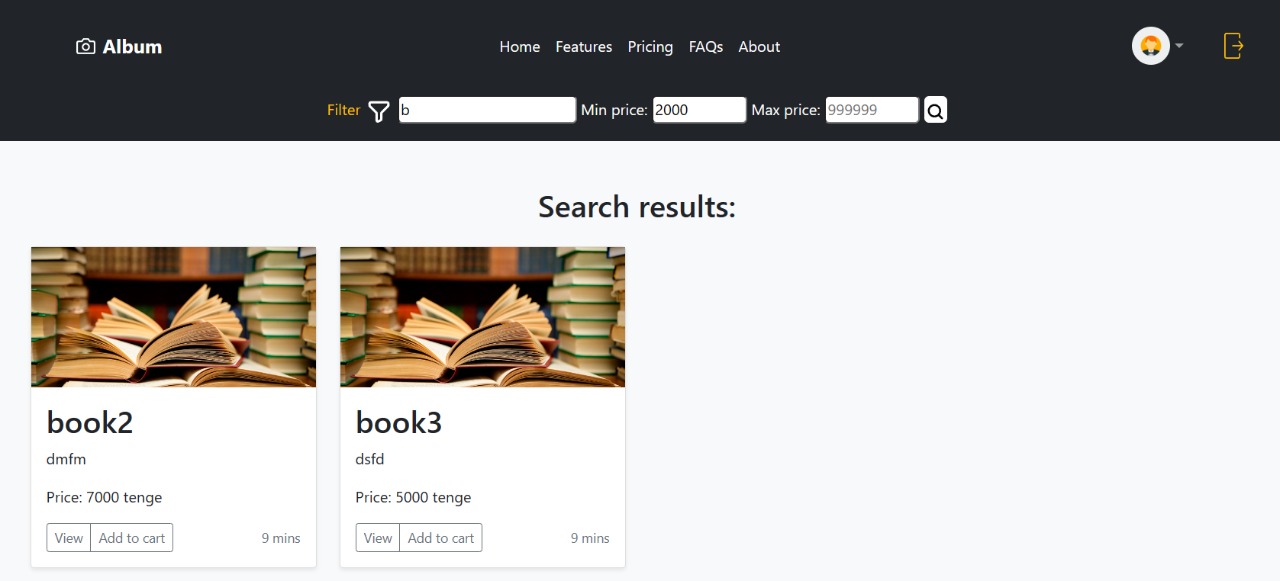 Album
Home Features Pricing FAQs About
Filter b Min price: 2000 Max price: 999999
Search results:
book2
dmfm
Price: 7000 tenge
View Add to cart 9 mins
book3
dsfd
Price: 5000 tenge
View Add to cart 9 mins